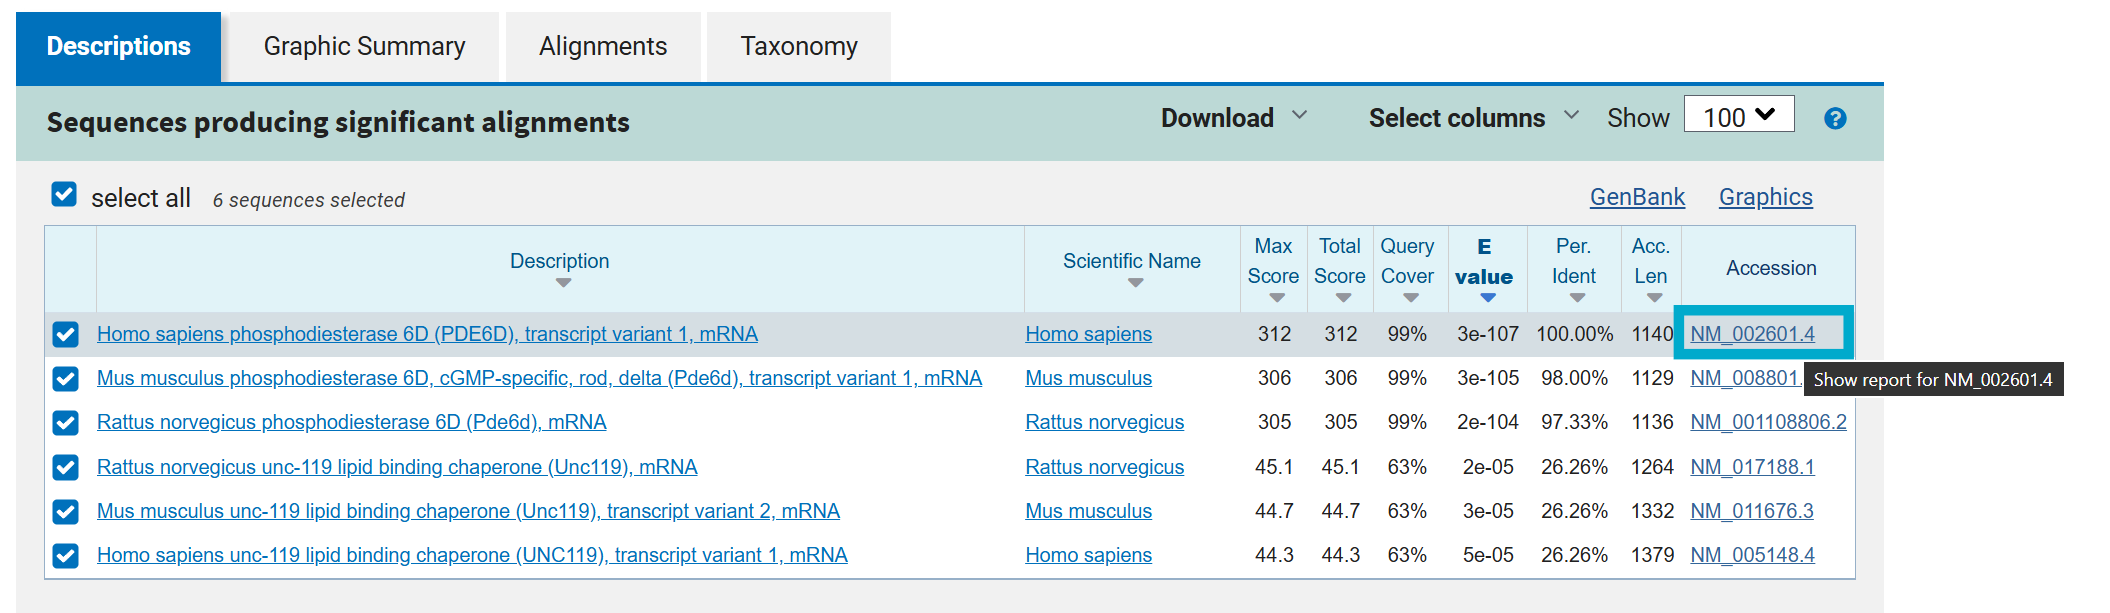 Descriptions Graphic Summary Alignments Taxonomy
Sequences producing significant alignments Download Select columns Show 100 ?
select all 6 sequences selected GenBank Graphics
Description Scientific Name Max Score Total Score Query Cover E value Per. Ident Acc. Len Accession
Homo sapiens phosphodiesterase 6D (PDE6D), transcript variant 1, mRNA Homo sapiens 312 312 99% 3e-107 100.00% 1140 NM_002601.4
Mus musculus phosphodiesterase 6D, cGMP-specific, rod, delta (Pde6d), transcript variant 1, mRNA Mus musculus 306 306 99% 3e-105 98.00% 1129 NM_008801. Show report for NM_002601.4
Rattus norvegicus phosphodiesterase 6D (Pde6d), mRNA Rattus norvegicus 305 305 99% 2e-104 97.33% 1136 NM_001108806.2
Rattus norvegicus unc-119 lipid binding chaperone (Unc119), mRNA Rattus norvegicus 45.1 45.1 63% 2e-05 26.26% 1264 NM_017188.1
Mus musculus unc-119 lipid binding chaperone (Unc119), transcript variant 2, mRNA Mus musculus 44.7 44.7 63% 3e-05 26.26% 1332 NM_011676.3
Homo sapiens unc-119 lipid binding chaperone (UNC119), transcript variant 1, mRNA Homo sapiens 44.3 44.3 63% 5e-05 26.26% 1379 NM_005148.4